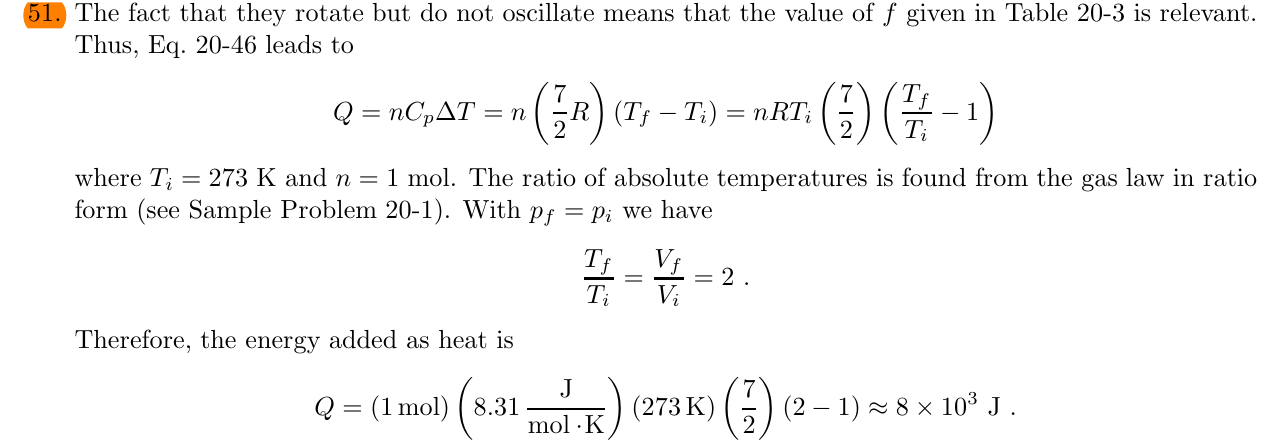 51. The fact that they rotate but do not oscillate means that the value of f given in Table 20-3 is relevant.
Thus, Eq. 20-46 leads to
Q = nC_pΔT = n (7/2 R) (T_f − T_i) = nRT_i (7/2) (T_f/T_i − 1)
where T_i = 273 K and n = 1 mol. The ratio of absolute temperatures is found from the gas law in ratio
form (see Sample Problem 20-1). With p_f = p_i we have
T_f/T_i = V_f/V_i = 2 .
Therefore, the energy added as heat is
Q = (1 mol) (8.31 J/mol·K) (273 K) (7/2) (2 − 1) ≈ 8 × 10³ J .